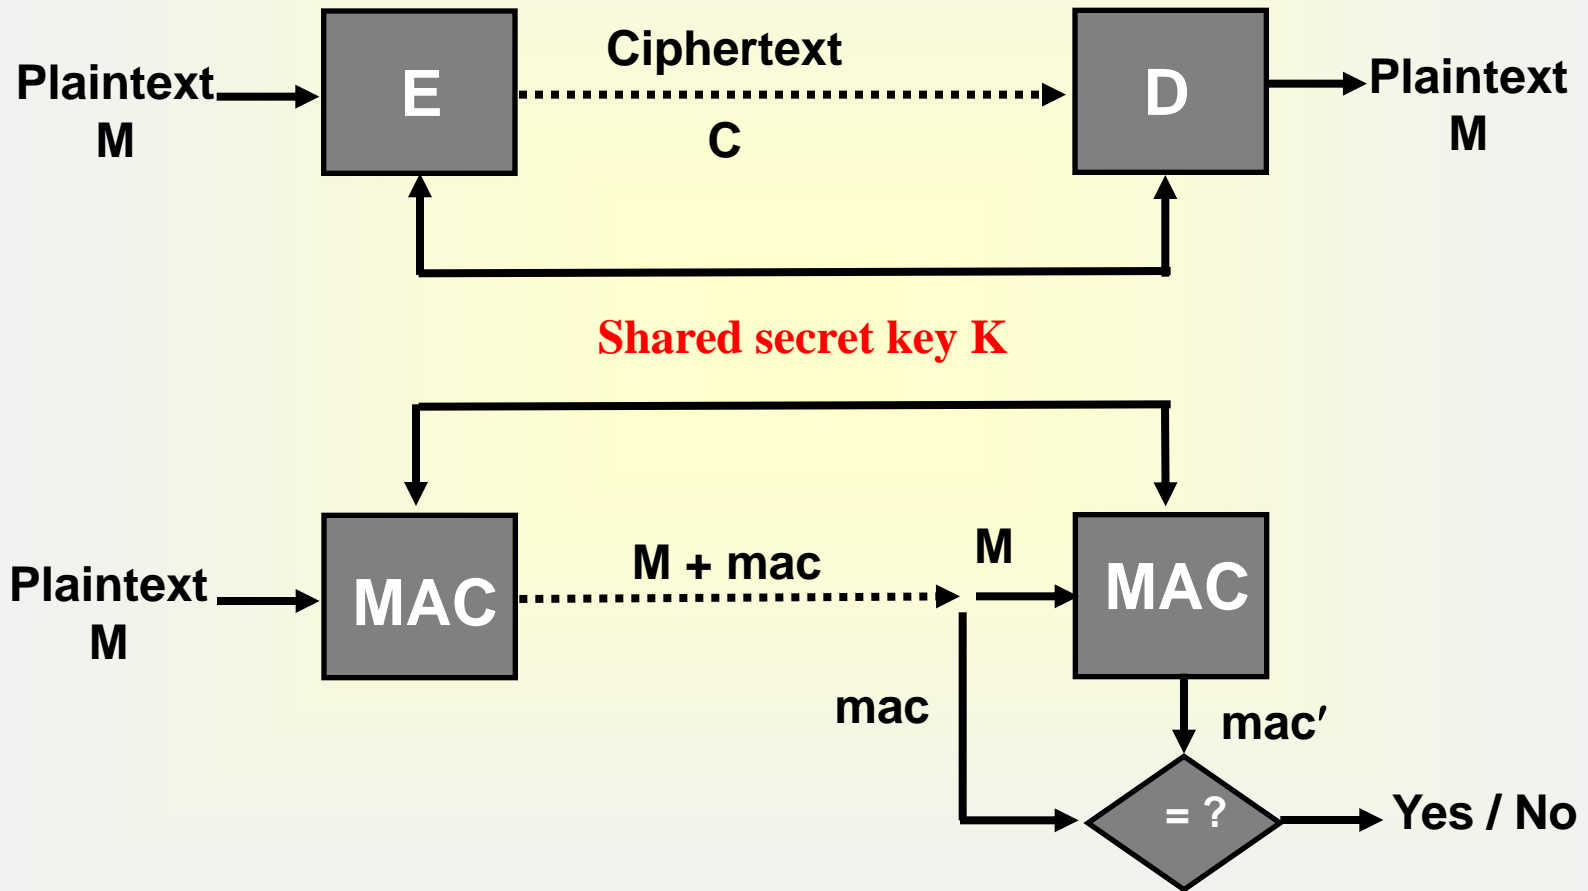 Plaintext
M
E
Ciphertext
C
D
Plaintext
M
Shared secret key K
Plaintext
M
MAC
M + mac
M
MAC
mac
mac′
= ?
Yes / No